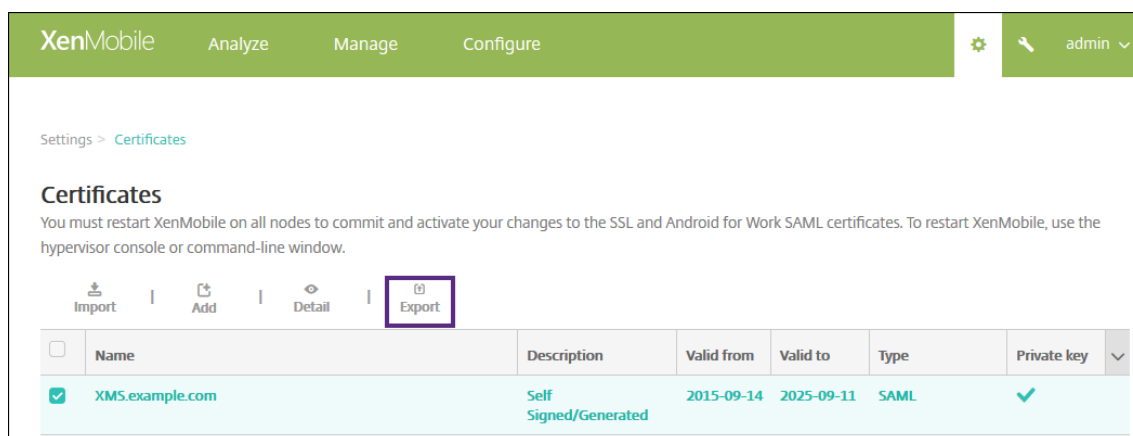 XenMobile Analyze Manage Configure admin
Settings > Certificates
Certificates
You must restart XenMobile on all nodes to commit and activate your changes to the SSL and Android for Work SAML certificates. To restart XenMobile, use the
hypervisor console or command-line window.
Import | Add | Detail | Export
Name Description Valid from Valid to Type Private key
XMS.example.com Self 2015-09-14 2025-09-11 SAML
Signed/Generated